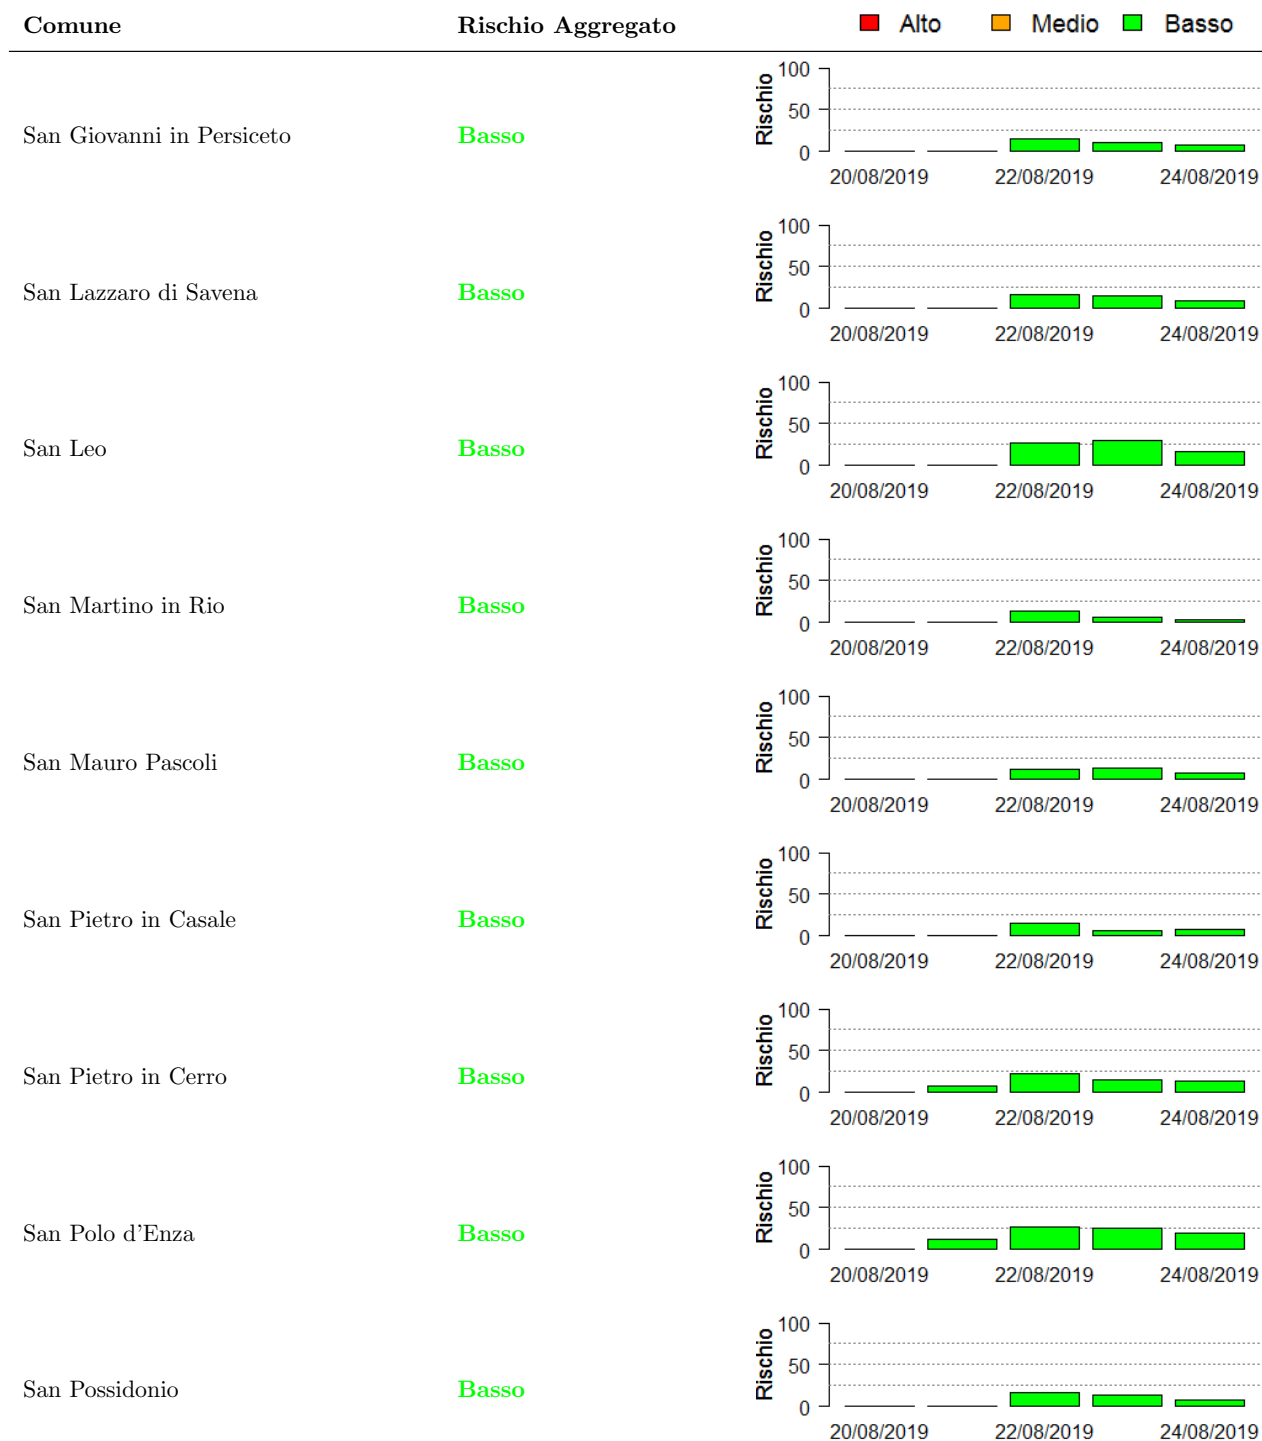 Comune Rischio Aggregato Alto Medio Basso
San Giovanni in Persiceto Basso Rischio 100 50 0
20/08/2019 22/08/2019 24/08/2019
San Lazzaro di Savena Basso Rischio 100 50 0
20/08/2019 22/08/2019 24/08/2019
San Leo Basso Rischio 100 50 0
20/08/2019 22/08/2019 24/08/2019
San Martino in Rio Basso Rischio 100 50 0
20/08/2019 22/08/2019 24/08/2019
San Mauro Pascoli Basso Rischio 100 50 0
20/08/2019 22/08/2019 24/08/2019
San Pietro in Casale Basso Rischio 100 50 0
20/08/2019 22/08/2019 24/08/2019
San Pietro in Cerro Basso Rischio 100 50 0
20/08/2019 22/08/2019 24/08/2019
San Polo d'Enza Basso Rischio 100 50 0
20/08/2019 22/08/2019 24/08/2019
San Possidonio Basso Rischio 100 50 0
20/08/2019 22/08/2019 24/08/2019